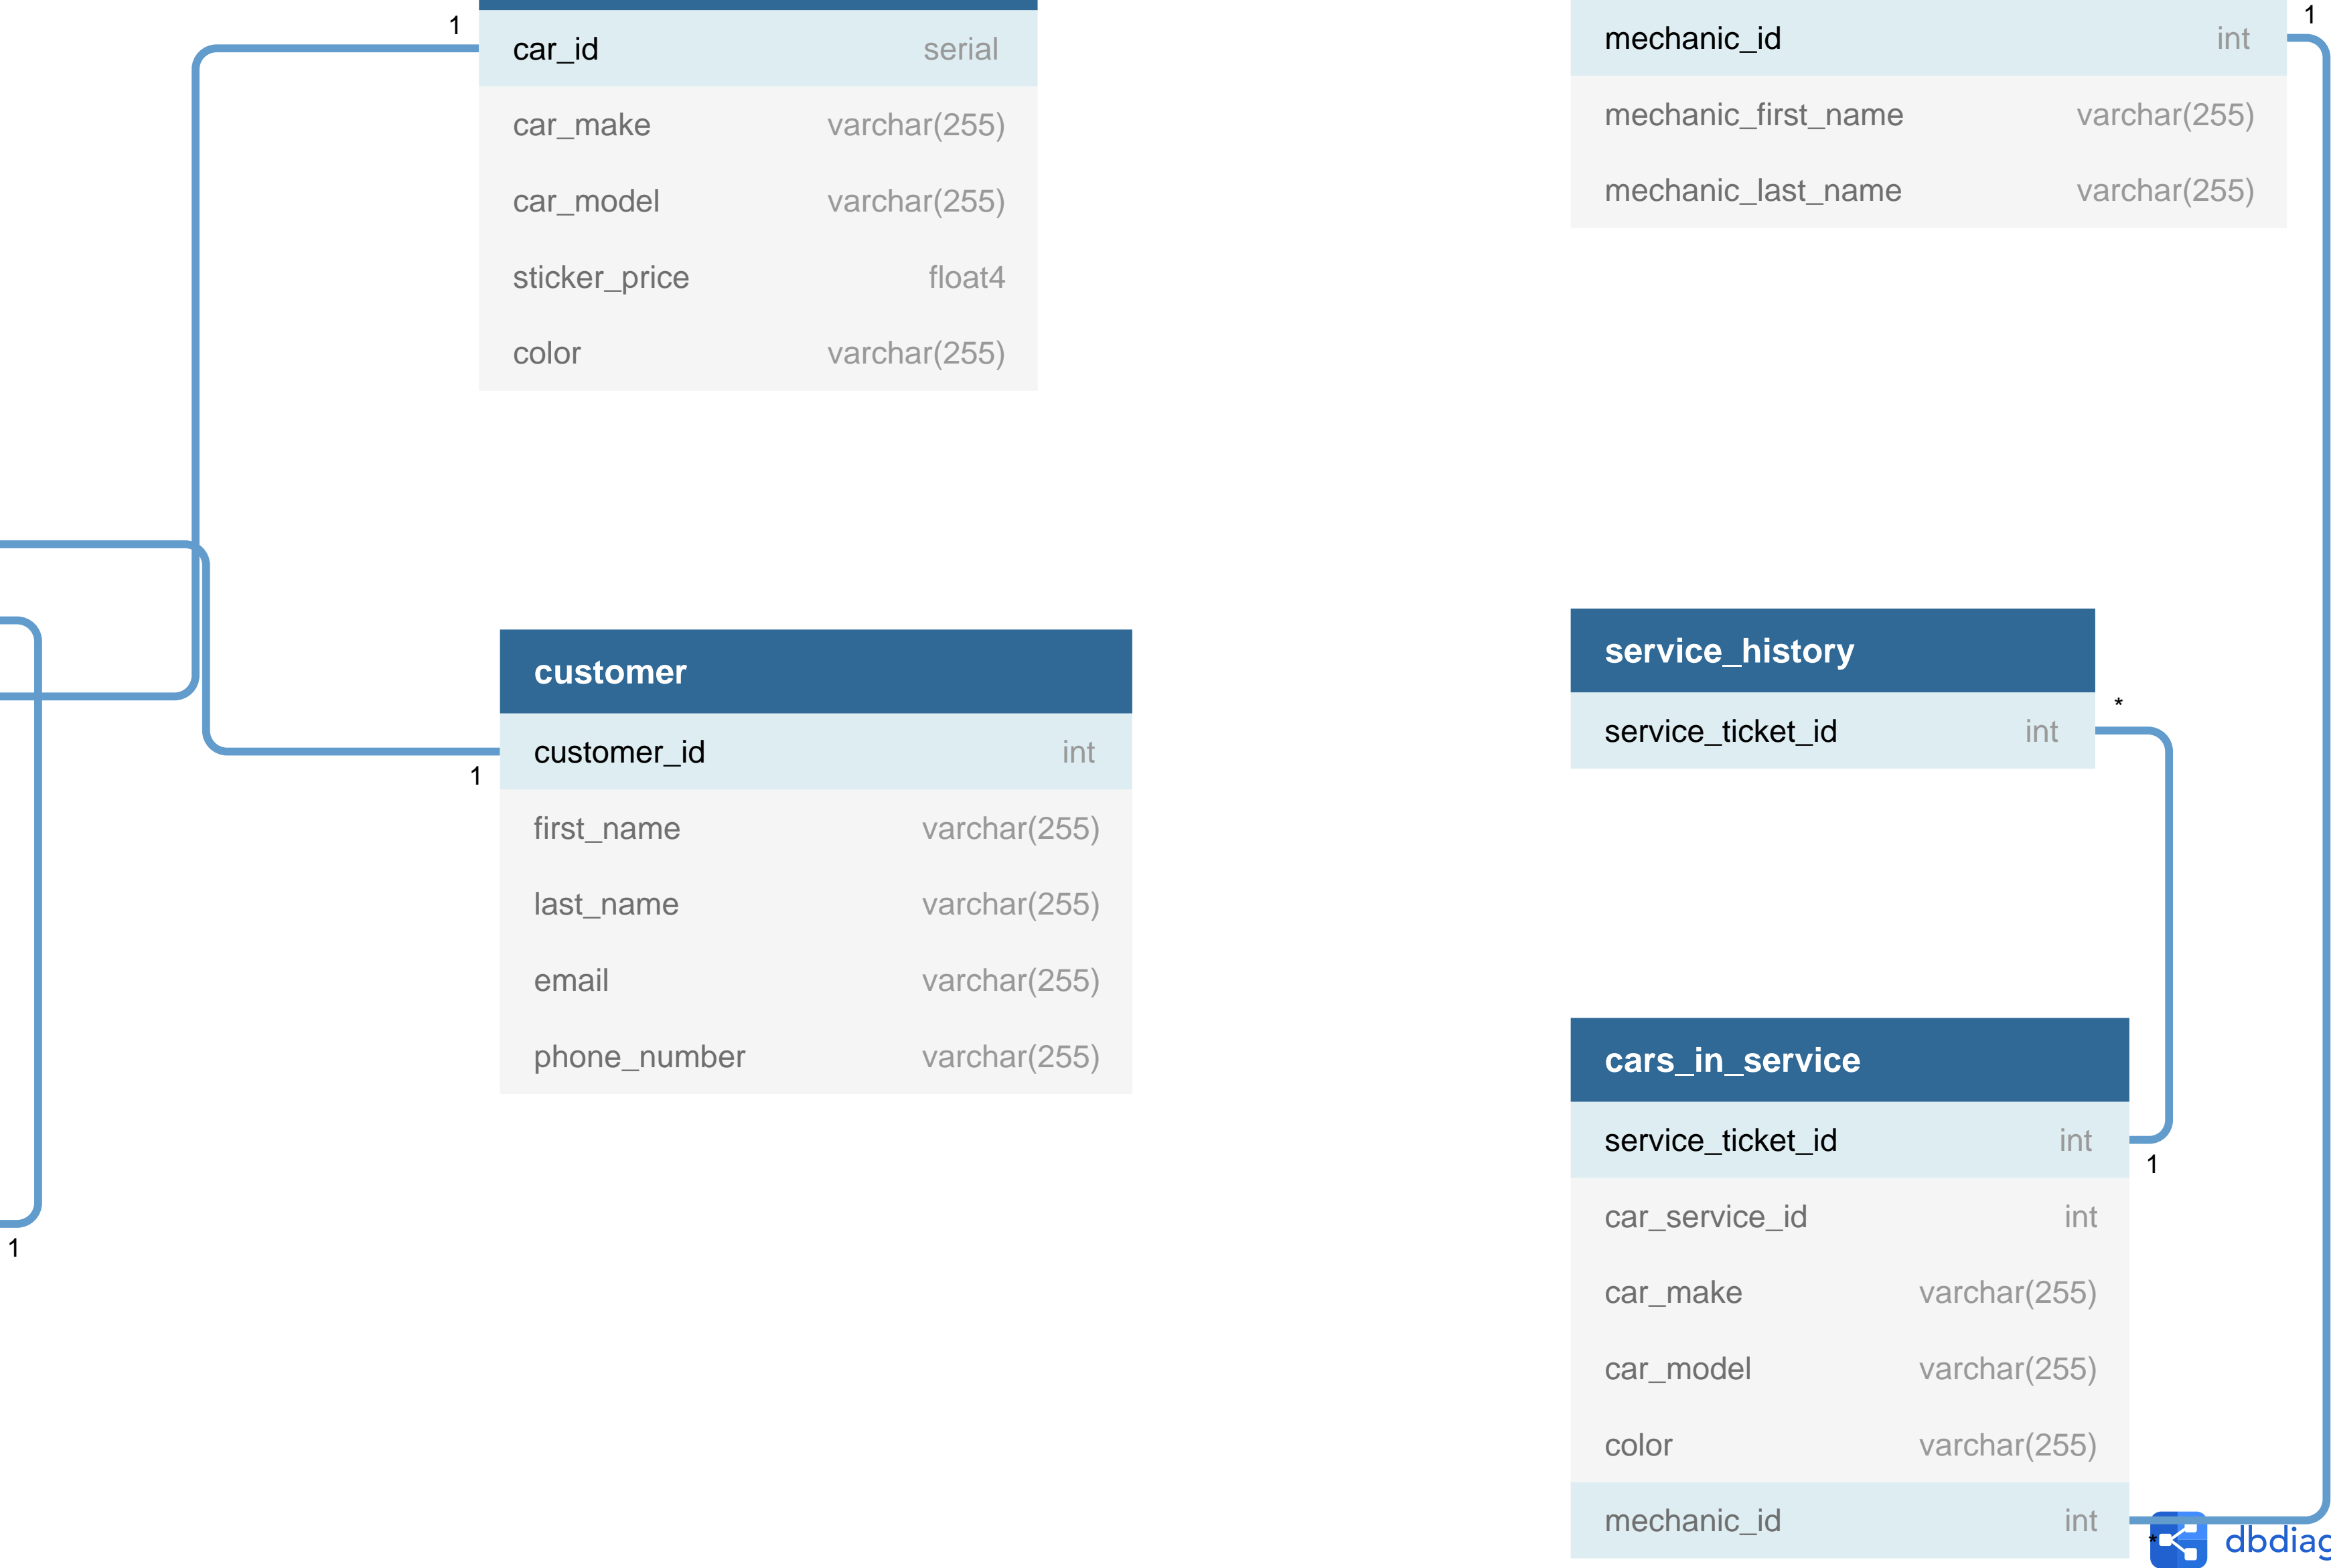 1
car_id serial
car_make varchar(255)
car_model varchar(255)
sticker_price float4
color varchar(255)
1
mechanic_id int
mechanic_first_name varchar(255)
mechanic_last_name varchar(255)
customer
customer_id int
1
first_name varchar(255)
last_name varchar(255)
email varchar(255)
phone_number varchar(255)
1
service_history
*
service_ticket_id int
cars_in_service
service_ticket_id int
1
car_service_id int
car_make varchar(255)
car_model varchar(255)
color varchar(255)
mechanic_id int
*
dbdiag